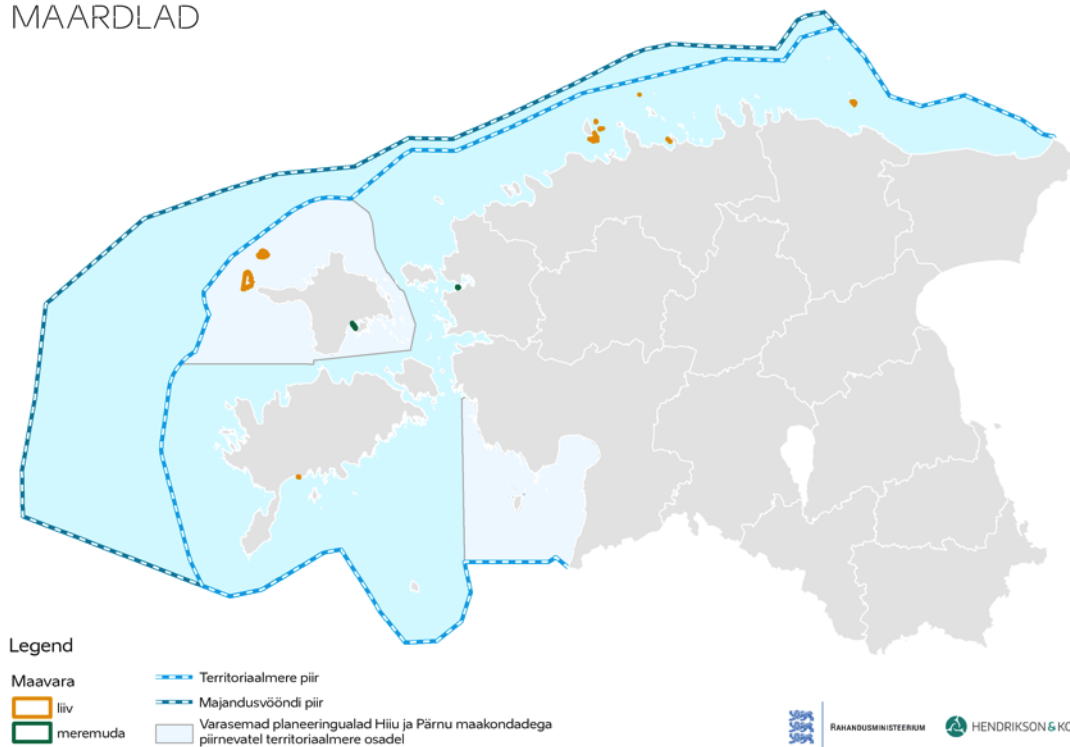 MAARDLAD
Legend
Maavara
liiv
meremuda
Territoriaalmere piir
Majandusvööndi piir
Varasemad planeeringualad Hiiu ja Pärnu maakondadega
piirnevatel territoriaalmere osadel
RAHANDUSMINISTEERIUM
HENDRIKSON & KO